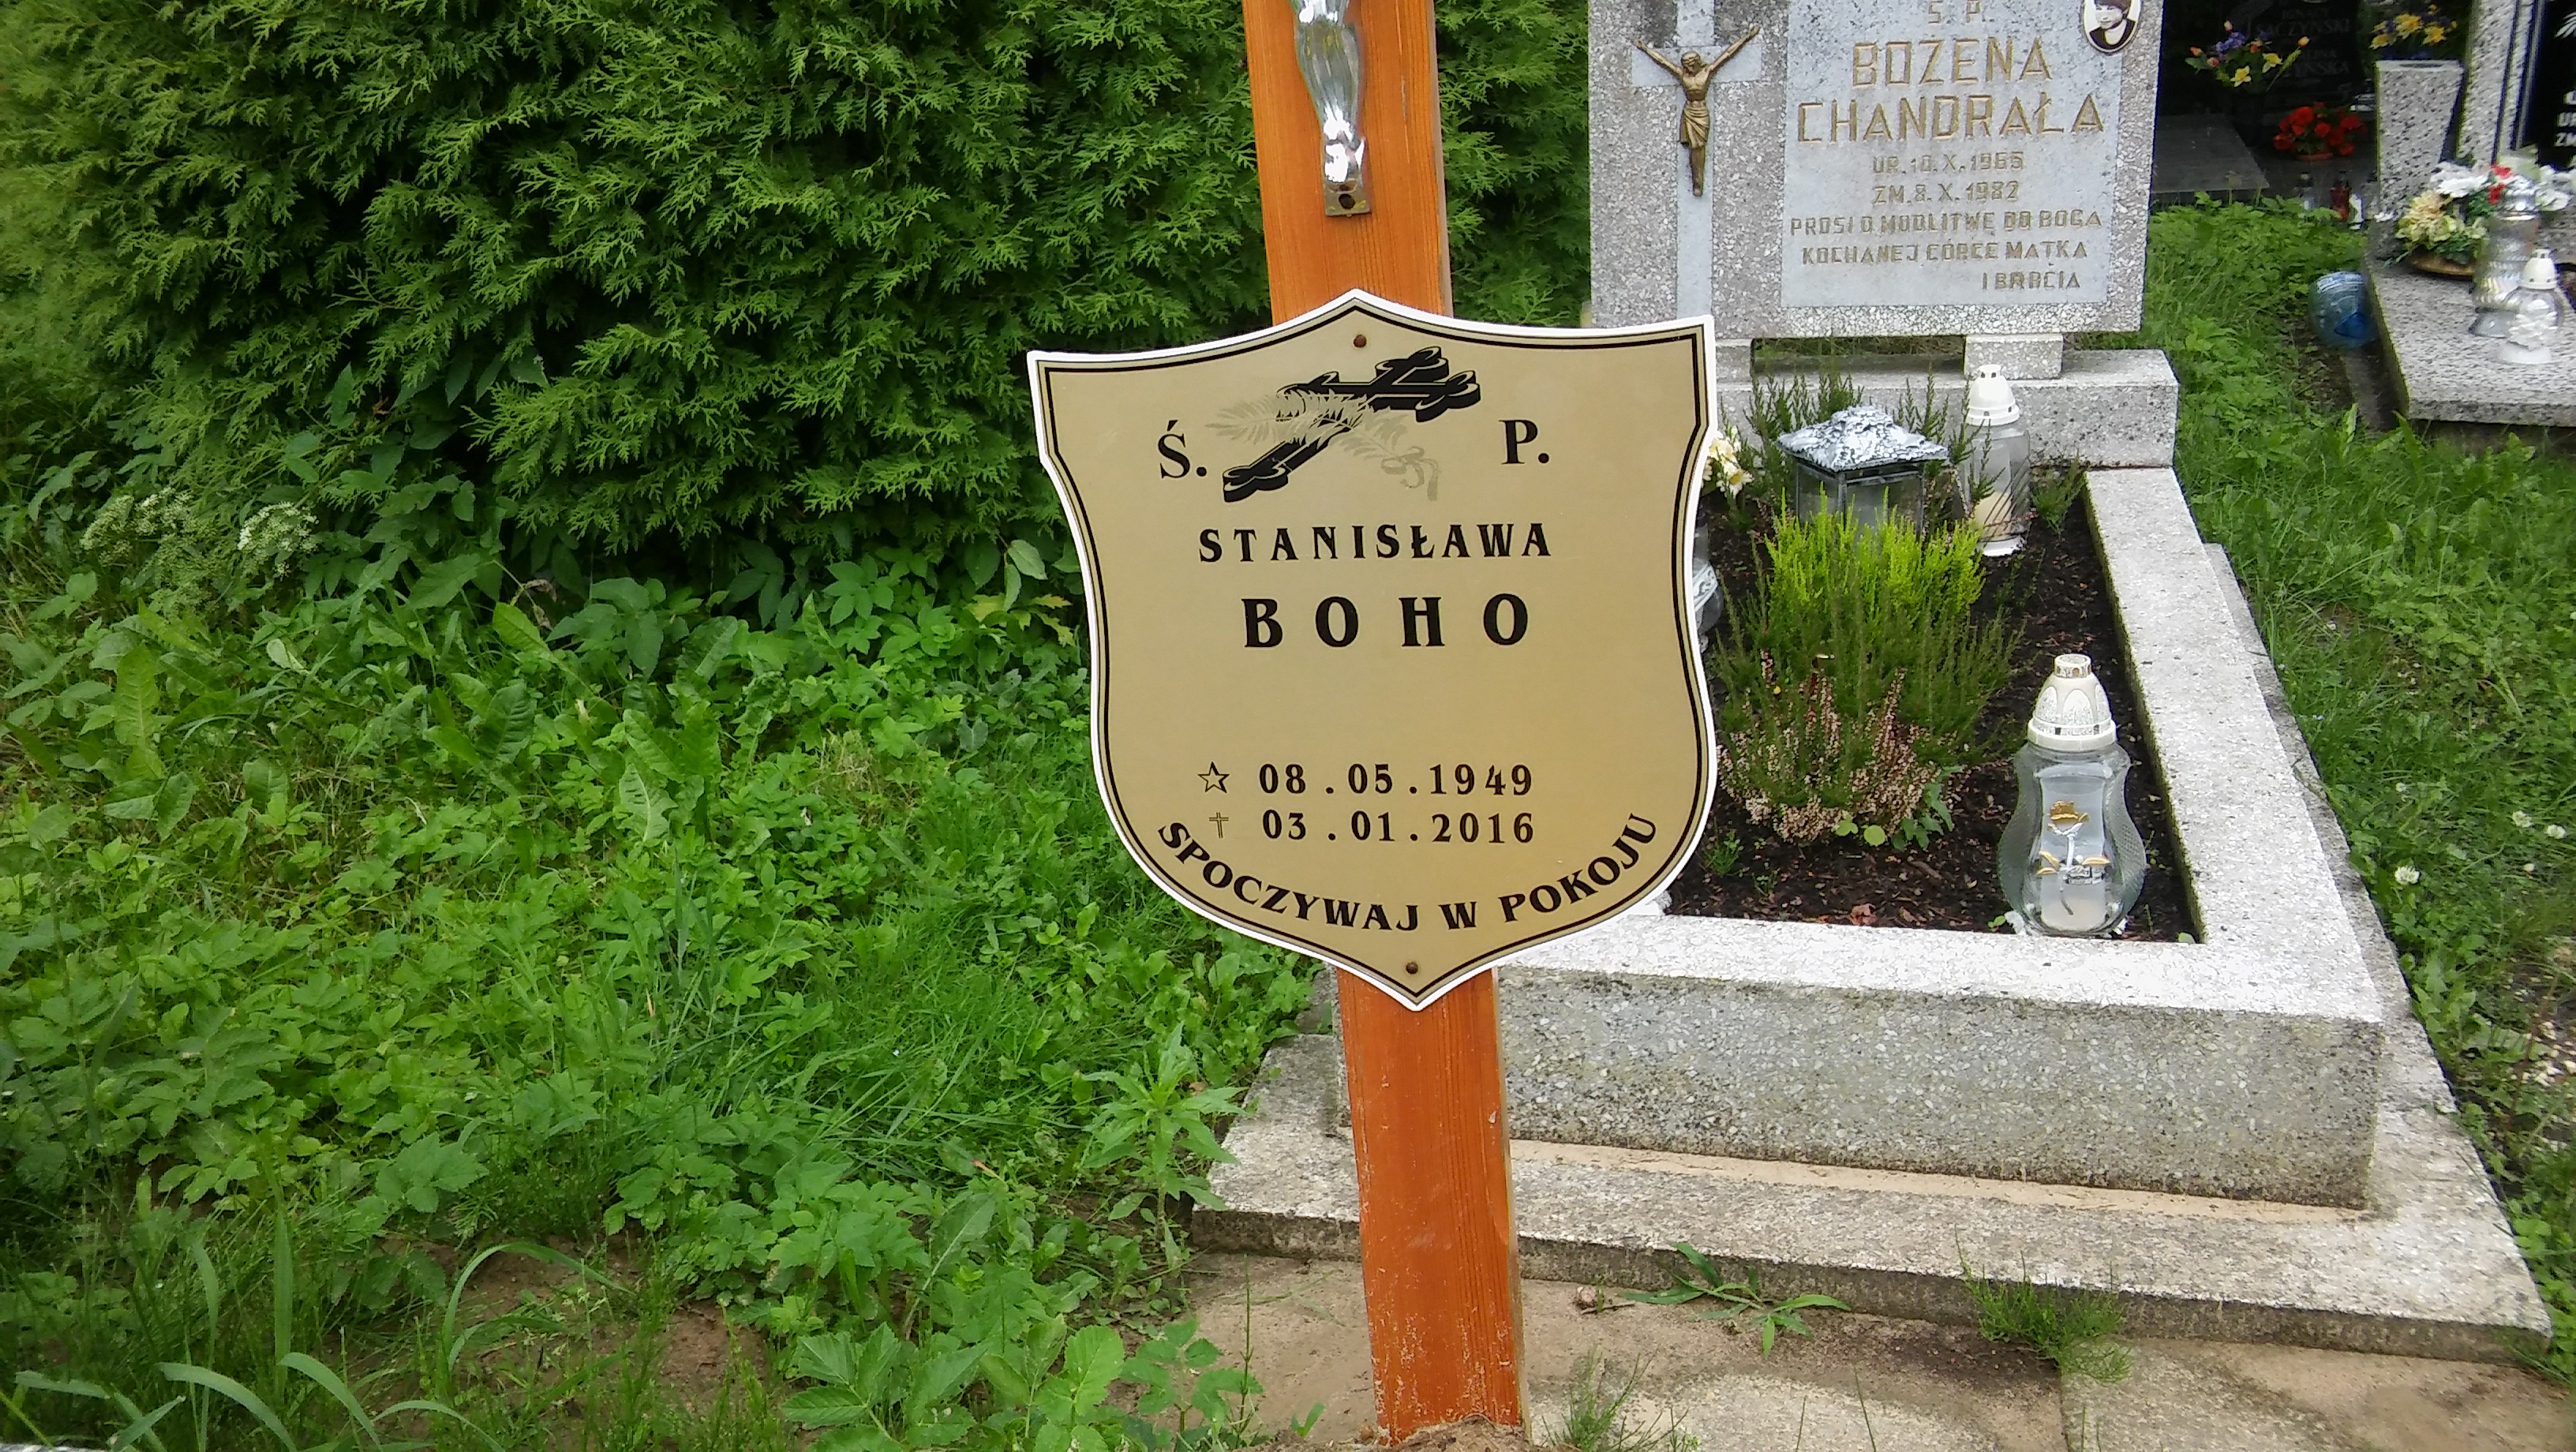 Ś. P.
STANISŁAWA
BOHO
☆ 08.05.1949
† 03.01.2016
SPOCZYWAJ W POKOJU
Ś. P.
BOŻENA
CHANDRAŁA
UR. 10. X. 1965
ZM. 8. X. 1982
PROSI O MODLITWĘ DO BOGA
KOCHANEJ CÓRCE MATKA
I BRACIA